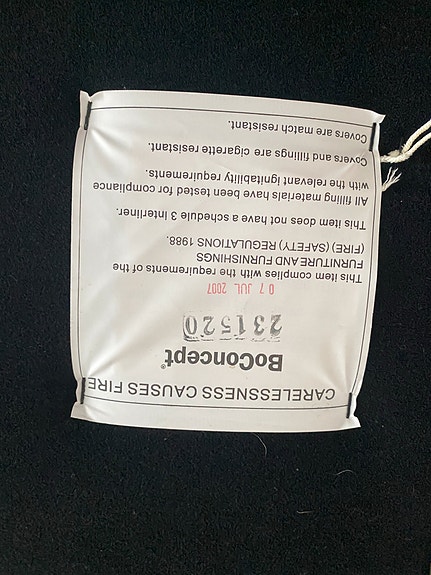 CARELESSNESS CAUSES FIRE
BoConcept®
231520
07 JUL 2007
This item complies with the requirements of the
FURNITURE AND FURNISHINGS
(FIRE) (SAFETY) REGULATIONS 1988.
This item does not have a schedule 3 interliner.
All filling materials have been tested for compliance
with the relevant ignitability requirements.
Covers and fillings are cigarette resistant.
Covers are match resistant.